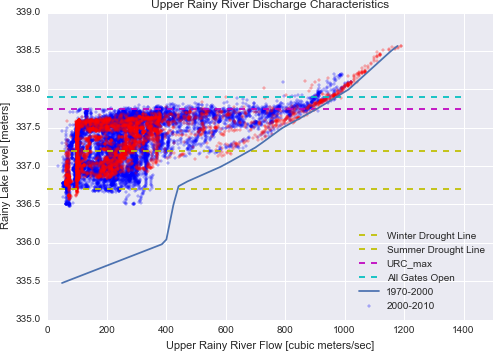 Upper Rainy River Discharge Characteristics
339.0
338.5
338.0
337.5
337.0
336.5
336.0
335.5
335.0
Rainy Lake Level [meters]
0
200
400
600
800
1000
1200
1400
Upper Rainy River Flow [cubic meters/sec]
Winter Drought Line
Summer Drought Line
URC_max
All Gates Open
1970-2000
2000-2010